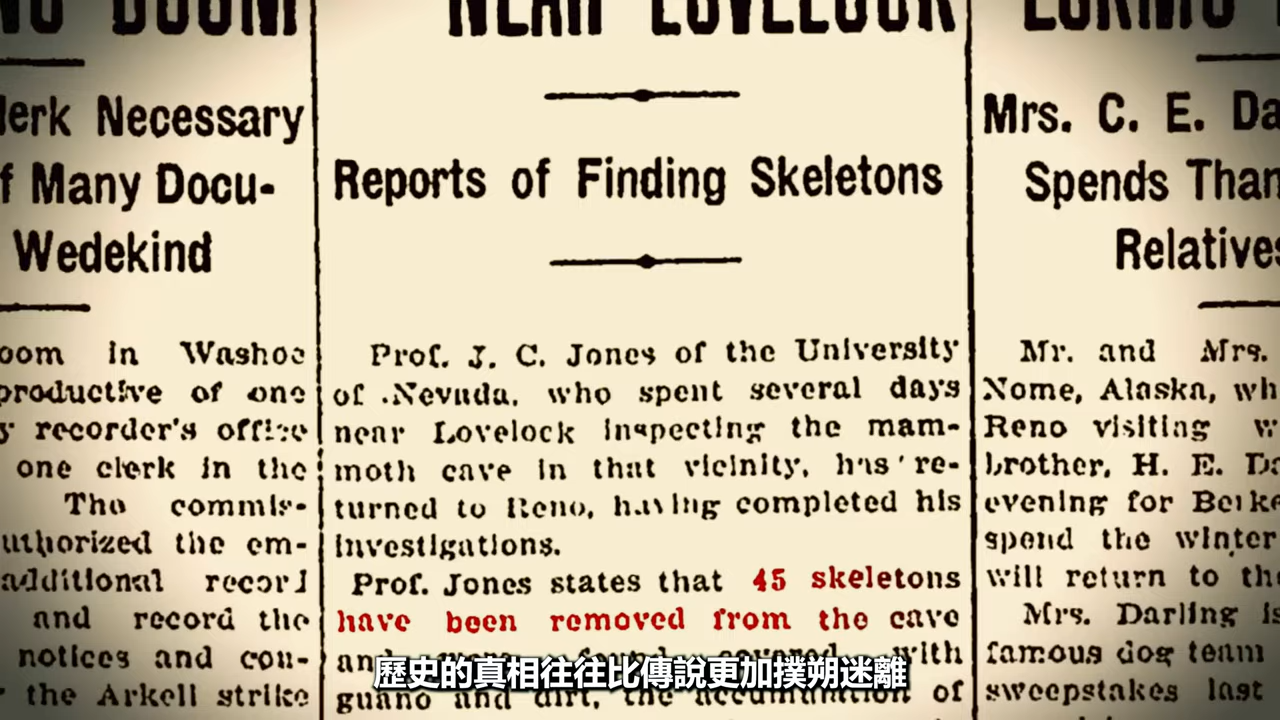 NEAR LOVELOCK
lerk Necessary
f Many Docu-
Wedekind
oom in Washoe
productive of one
y recorder's office
one clerk in the
The commis-
uthorized the em-
additional record
and record the
notices and con-
the Arkell strike
Reports of Finding Skeletons
Prof. J. C. Jones of the University
of Nevada, who spent several days
near Lovelock inspecting the mam-
moth cave in that vicinity, has re-
turned to Reno, having completed his
investigations.
Prof. Jones states that 45 skeletons
have been removed from the cave
and were found covered with
guano and dirt, the accumulation of
Mrs. C. E. Da
Spends Than
Relatives
Mr. and Mrs.
Nome, Alaska, wh
Reno visiting w
brother, H. E. Da
evening for Berke
spend the winter
will return to th
Mrs. Darling is
famous dog team
sweepstakes last
歷史的真相往往比傳說更加撲朔迷離